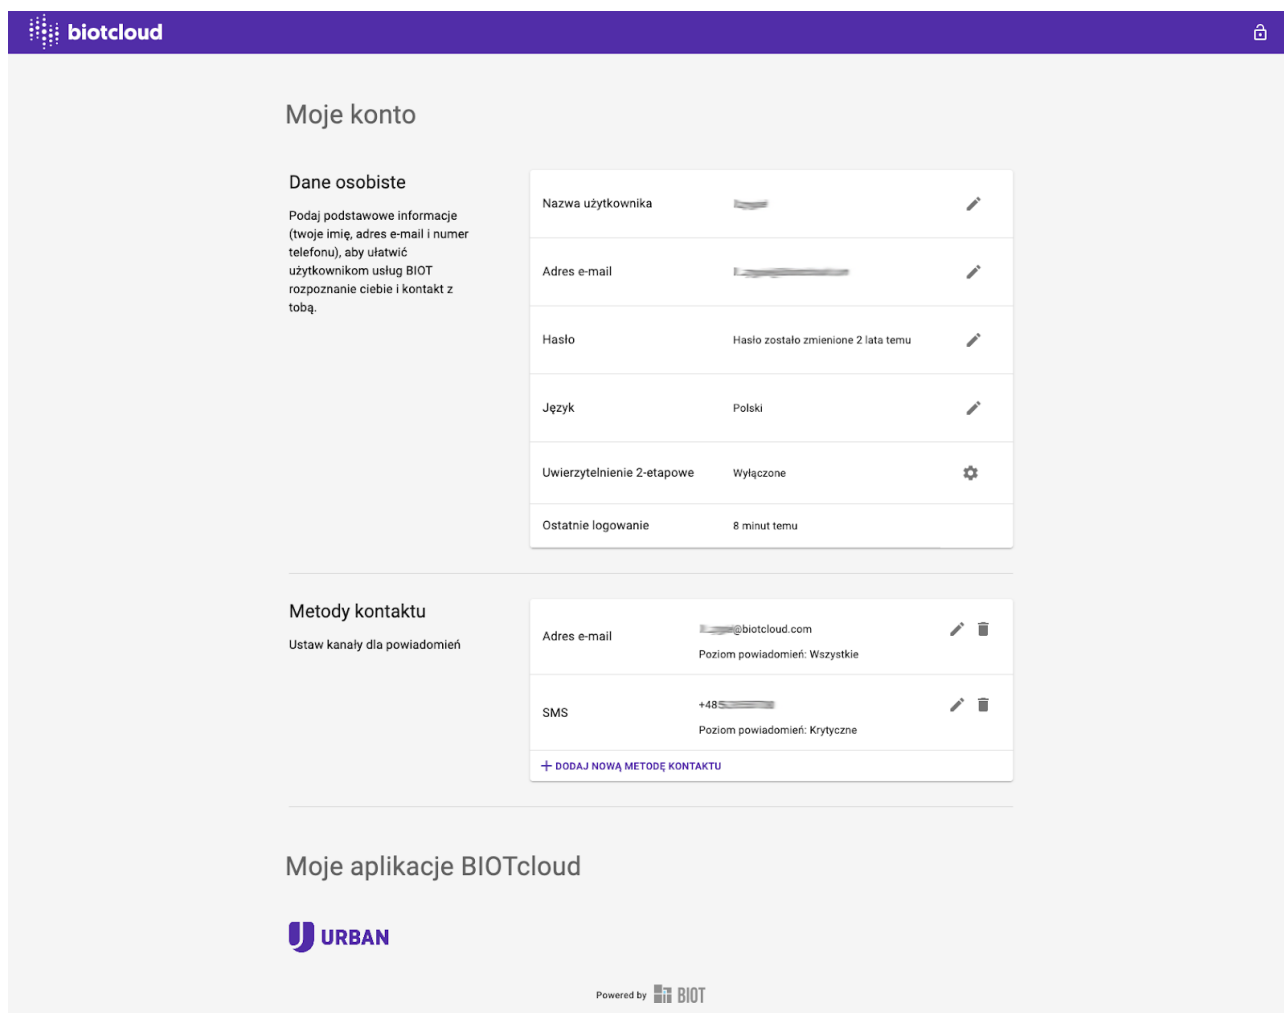 biotcloud
Moje konto
Dane osobiste
Podaj podstawowe informacje
(twoje imię, adres e-mail i numer
telefonu), aby ułatwić
użytkownikom usług BIOT
rozpoznanie ciebie i kontakt z
tobą.
Nazwa użytkownika
Adres e-mail
Hasło
Hasło zostało zmienione 2 lata temu
Język
Polski
Uwierzytelnienie 2-etapowe
Wyłączone
Ostatnie logowanie
8 minut temu
Metody kontaktu
Ustaw kanały dla powiadomień
Adres e-mail
@biotcloud.com
Poziom powiadomień: Wszystkie
SMS
+48
Poziom powiadomień: Krytyczne
+ DODAJ NOWĄ METODĘ KONTAKTU
Moje aplikacje BIOTcloud
URBAN
Powered by BIOT